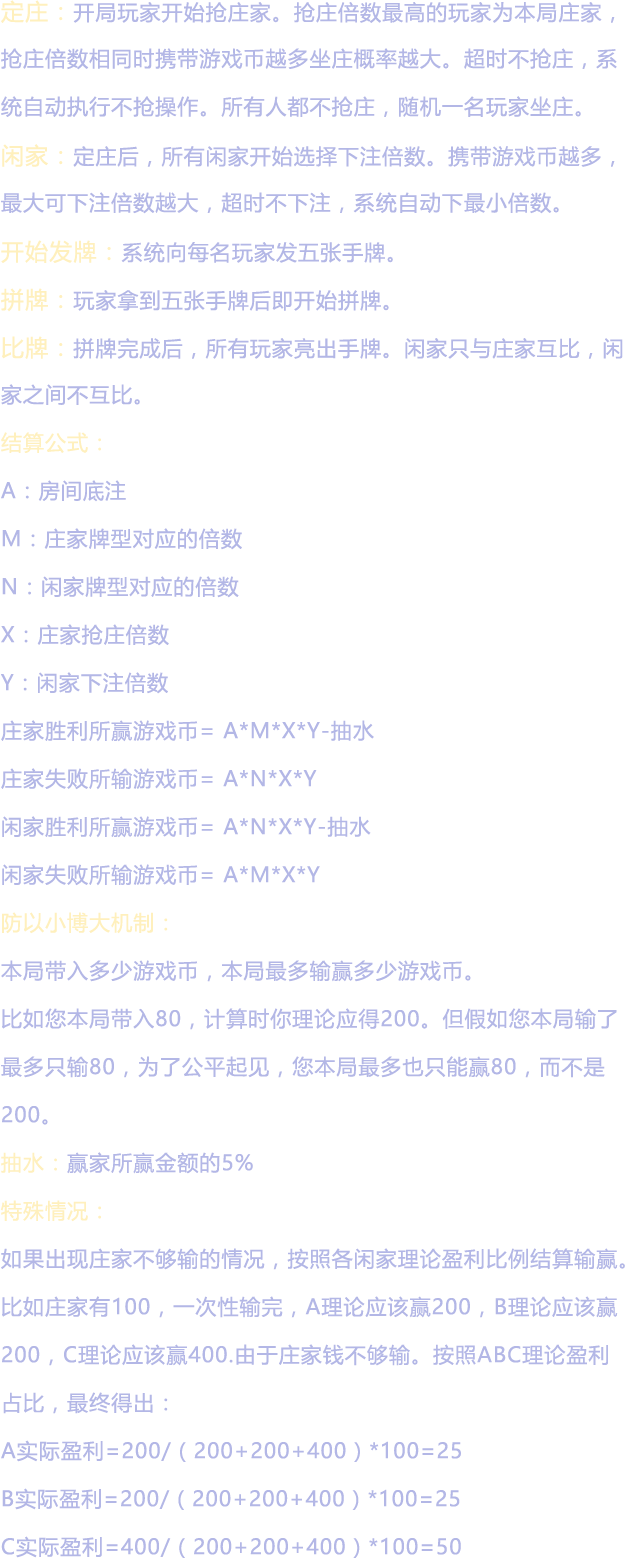 定庄：开局玩家开始抢庄家。抢庄倍数最高的玩家为本局庄家，
抢庄倍数相同时携带游戏币越多坐庄概率越大。超时不抢庄，系
统自动执行不抢操作。所有人都不抢庄，随机一名玩家坐庄。
闲家：定庄后，所有闲家开始选择下注倍数。携带游戏币越多，
最大可下注倍数越大，超时不下注，系统自动下最小倍数。
开始发牌：系统向每名玩家发五张手牌。
拼牌：玩家拿到五张手牌后即开始拼牌。
比牌：拼牌完成后，所有玩家亮出手牌。闲家只与庄家互比，闲
家之间不互比。
结算公式：
A：房间底注
M：庄家牌型对应的倍数
N：闲家牌型对应的倍数
X：庄家抢庄倍数
Y：闲家下注倍数
庄家胜利所赢游戏币= A*M*X*Y-抽水
庄家失败所输游戏币= A*N*X*Y
闲家胜利所赢游戏币= A*N*X*Y-抽水
闲家失败所输游戏币= A*M*X*Y
防以小博大机制：
本局带入多少游戏币，本局最多输赢多少游戏币。
比如您本局带入80，计算时你理论应得200。但假如您本局输了
最多只输80，为了公平起见，您本局最多也只能赢80，而不是
200。
抽水：赢家所赢金额的5%
特殊情况：
如果出现庄家不够输的情况，按照各闲家理论盈利比例结算输赢。
比如庄家有100，一次性输完，A理论应该赢200，B理论应该赢
200，C理论应该赢400.由于庄家钱不够输。按照ABC理论盈利
占比，最终得出：
A实际盈利=200/（200+200+400）*100=25
B实际盈利=200/（200+200+400）*100=25
C实际盈利=400/（200+200+400）*100=50